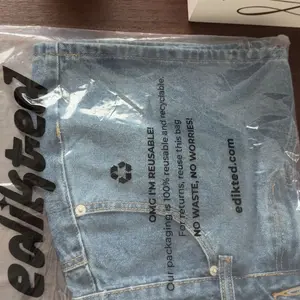 edikted
OMG I'M REUSABLE!
Our packaging is 100% reusable and recyclable.
For returns, reuse this bag
NO WASTE, NO WORRIES!
edikted.com